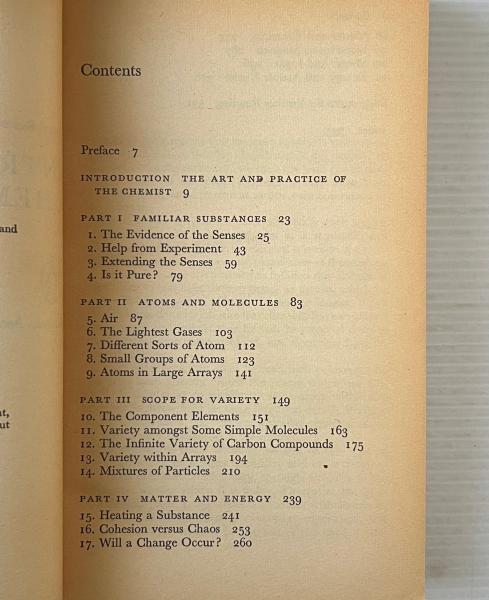 Contents
Preface 7
INTRODUCTION THE ART AND PRACTICE OF
THE CHEMIST 9
PART I FAMILIAR SUBSTANCES 23
1. The Evidence of the Senses 25
2. Help from Experiment 43
3. Extending the Senses 59
4. Is it Pure? 79
PART II ATOMS AND MOLECULES 83
5. Air 87
6. The Lightest Gases 103
7. Different Sorts of Atom 112
8. Small Groups of Atoms 123
9. Atoms in Large Arrays 141
PART III SCOPE FOR VARIETY 149
10. The Component Elements 151
11. Variety amongst Some Simple Molecules 163
12. The Infinite Variety of Carbon Compounds 175
13. Variety within Arrays 194
14. Mixtures of Particles 210
PART IV MATTER AND ENERGY 239
15. Heating a Substance 241
16. Cohesion versus Chaos 253
17. Will a Change Occur? 260